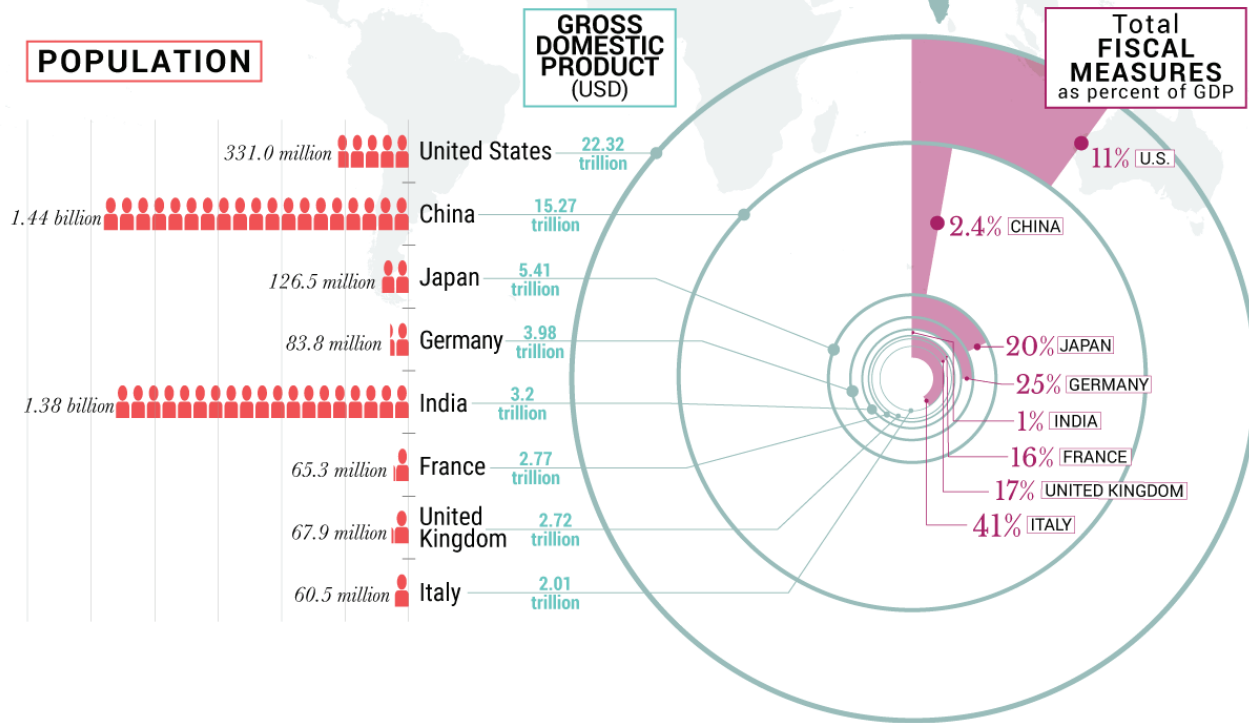 POPULATION
GROSS
DOMESTIC
PRODUCT
(USD)
Total
FISCAL
MEASURES
as percent of GDP
331.0 million
United States
22.32
trillion
1.44 billion
China
15.27
trillion
126.5 million
Japan
5.41
trillion
83.8 million
Germany
3.98
trillion
1.38 billion
India
3.2
trillion
65.3 million
France
2.77
trillion
67.9 million
United
Kingdom
2.72
trillion
60.5 million
Italy
2.01
trillion
11% U.S.
2.4% CHINA
20% JAPAN
25% GERMANY
1% INDIA
16% FRANCE
17% UNITED KINGDOM
41% ITALY